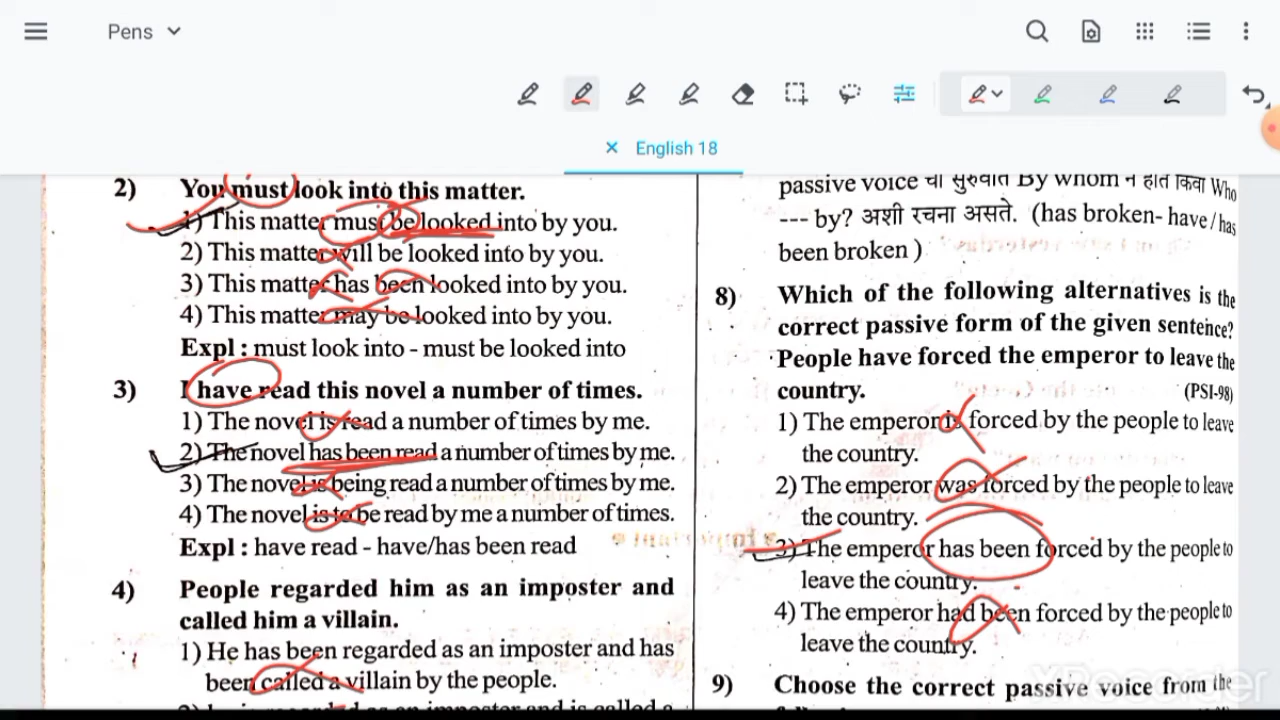 Pens
English 18
2) You must look into this matter.
1) This matter must be looked into by you.
2) This matter will be looked into by you.
3) This matter has been looked into by you.
4) This matter may be looked into by you.
Expl : must look into - must be looked into
3) I have read this novel a number of times.
1) The novel is read a number of times by me.
2) The novel has been read a number of times by me.
3) The novel is being read a number of times by me.
4) The novel is to be read by me a number of times.
Expl : have read - have/has been read
4) People regarded him as an imposter and
called him a villain.
1) He has been regarded as an imposter and has
been called a villain by the people.
passive voice ची सुरुवात By whom ने होते किंवा Who
--- by? अशी रचना असते. (has broken- have/has
been broken )
8) Which of the following alternatives is the
correct passive form of the given sentence?
People have forced the emperor to leave the
country. (PSI-98)
1) The emperor is forced by the people to leave
the country.
2) The emperor was forced by the people to leave
the country.
3) The emperor has been forced by the people to
leave the country.
4) The emperor had been forced by the people to
leave the country.
9) Choose the correct passive voice from the
XRecorder